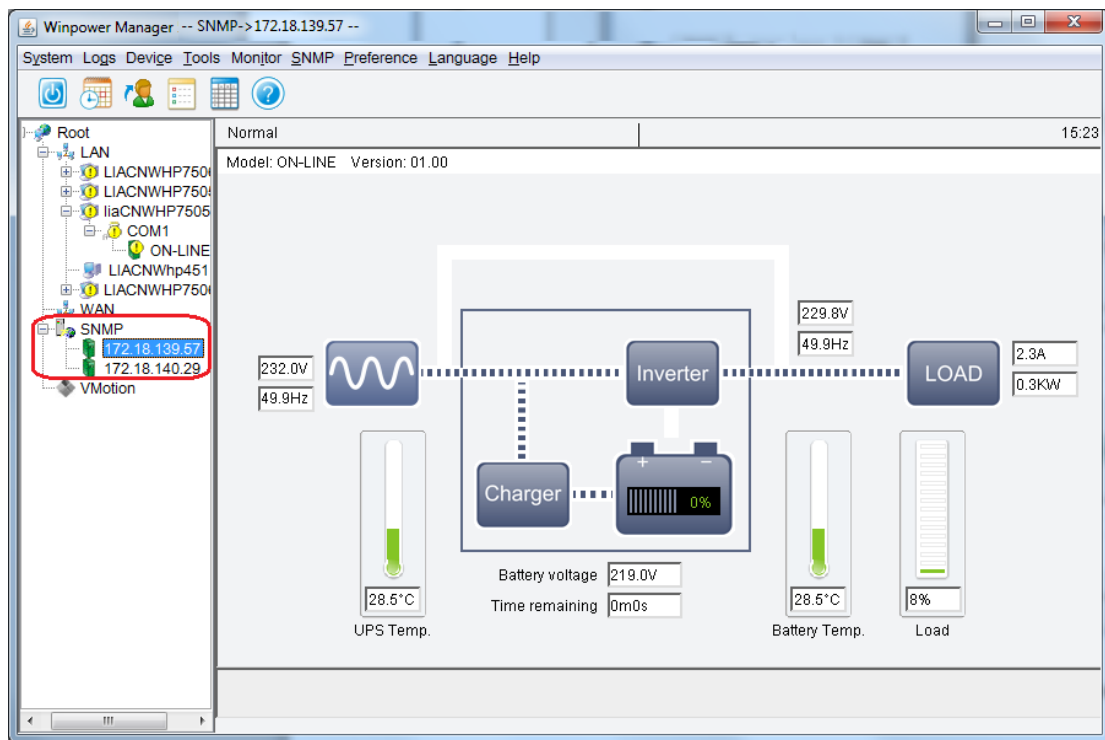 Winpower Manager -- SNMP->172.18.139.57 --
System Logs Device Tools Monitor SNMP Preference Language Help
Root
LAN
LIACNWHP750
LIACNWHP750
liaCNWHP7505
COM1
ON-LINE
LIACNWhp451
LIACNWHP750
WAN
SNMP
172.18.139.57
172.18.140.29
VMotion
Normal 15:23
Model: ON-LINE Version: 01.00
229.8V
49.9Hz
232.0V
49.9Hz
Inverter
LOAD
2.3A
0.3KW
Charger
+ −
0%
Battery voltage 219.0V
Time remaining 0m0s
28.5°C
UPS Temp.
28.5°C
Battery Temp.
8%
Load